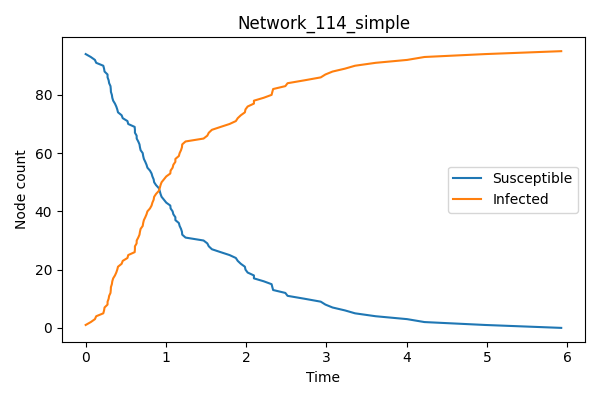 Network_114_simple
Node count
80
60
40
20
0
Susceptible
Infected
0 1 2 3 4 5 6
Time